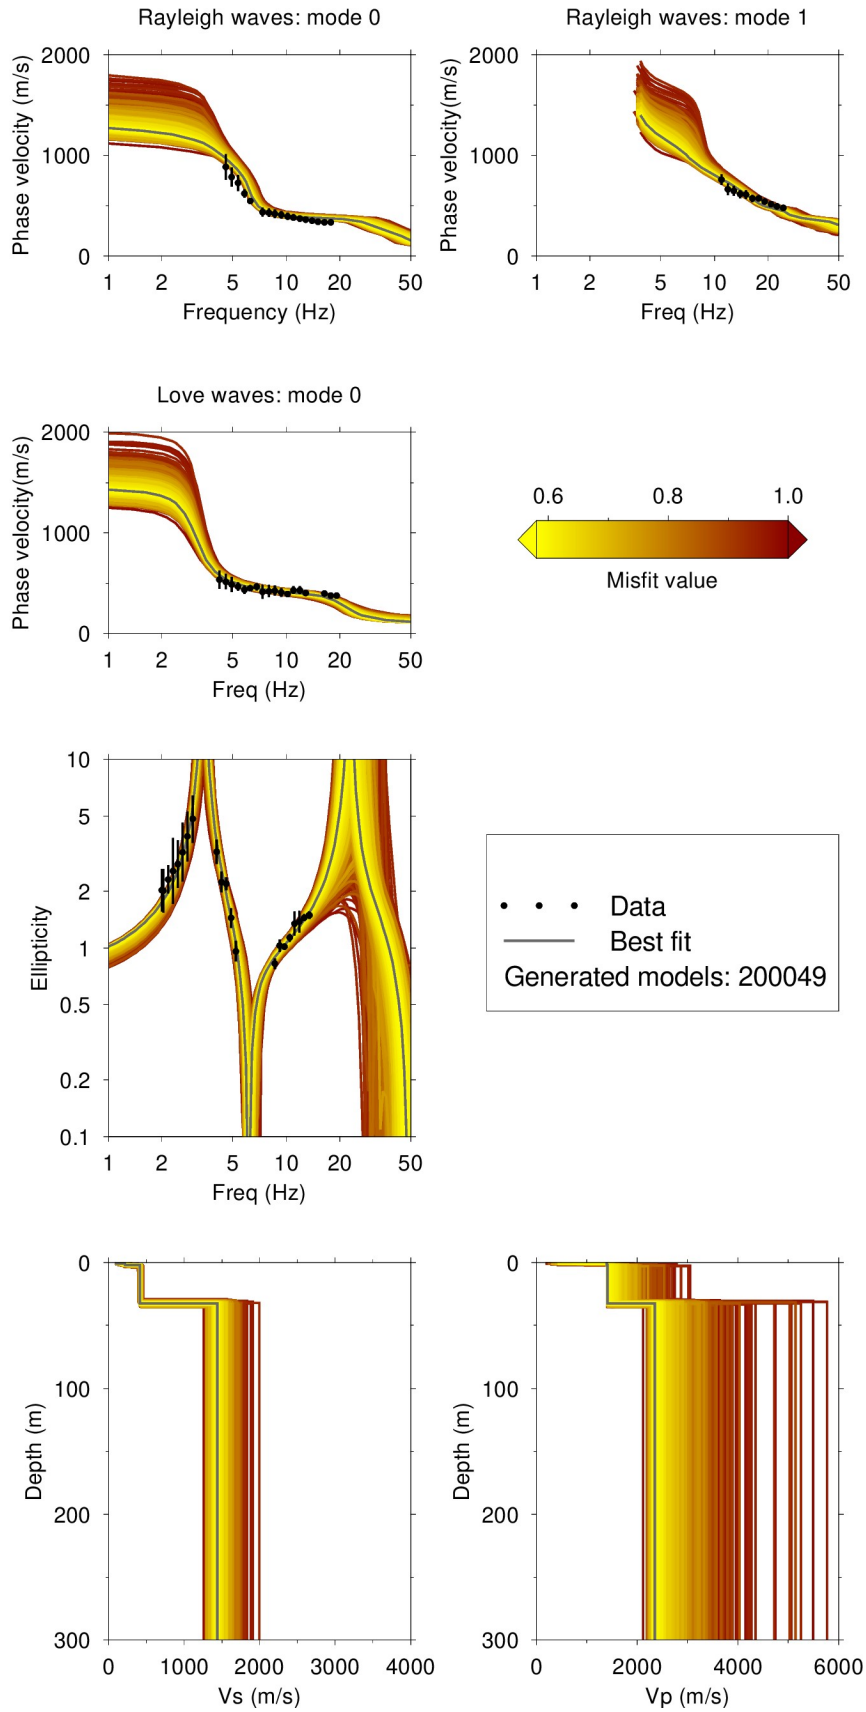 Rayleigh waves: mode 0
Rayleigh waves: mode 1
Phase velocity (m/s)
2000
1000
0
1 2 5 10 20 50
Frequency (Hz)
Phase velocity(m/s)
2000
1000
0
1 2 5 10 20 50
Freq (Hz)
Love waves: mode 0
Phase velocity(m/s)
2000
1000
0
1 2 5 10 20 50
Freq (Hz)
0.6 0.8 1.0
Misfit value
Ellipticity
10
5
2
1
0.5
0.2
0.1
1 2 5 10 20 50
Freq (Hz)
Data
Best fit
Generated models: 200049
Depth (m)
0
100
200
300
0 1000 2000 3000 4000
Vs (m/s)
Depth (m)
0
100
200
300
0 2000 4000 6000
Vp (m/s)